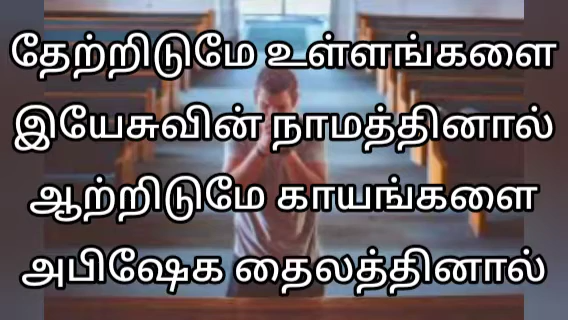 தேற்றிடுமே உள்ளங்களை
இயேசுவின் நாமத்தினால்
ஆற்றிடுமே காயங்களை
அபிஷேக தைலத்தினால்